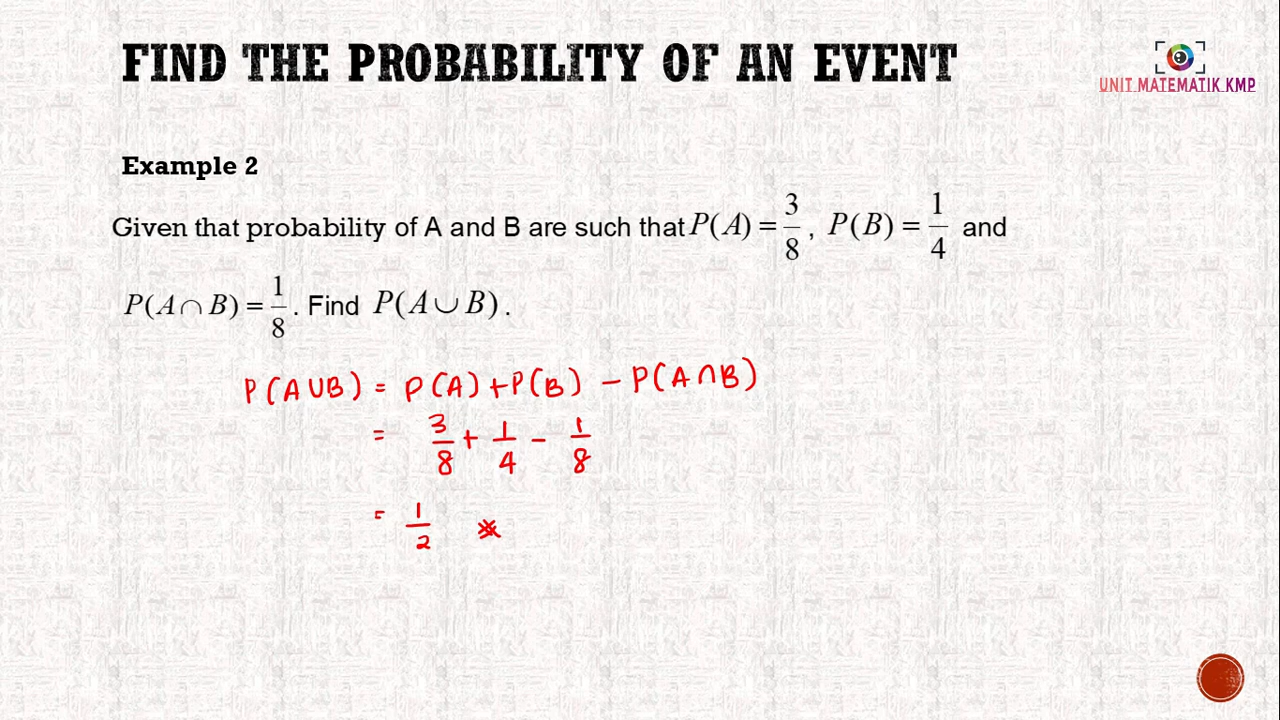 FIND THE PROBABILITY OF AN EVENT
UNIT MATEMATIK KMP
Example 2
Given that probability of A and B are such that P(A) = 3/8, P(B) = 1/4 and
P(A ∩ B) = 1/8. Find P(A ∪ B).
P(A∪B) = P(A) + P(B) − P(A∩B)
= 3/8 + 1/4 − 1/8
= 1/2 *